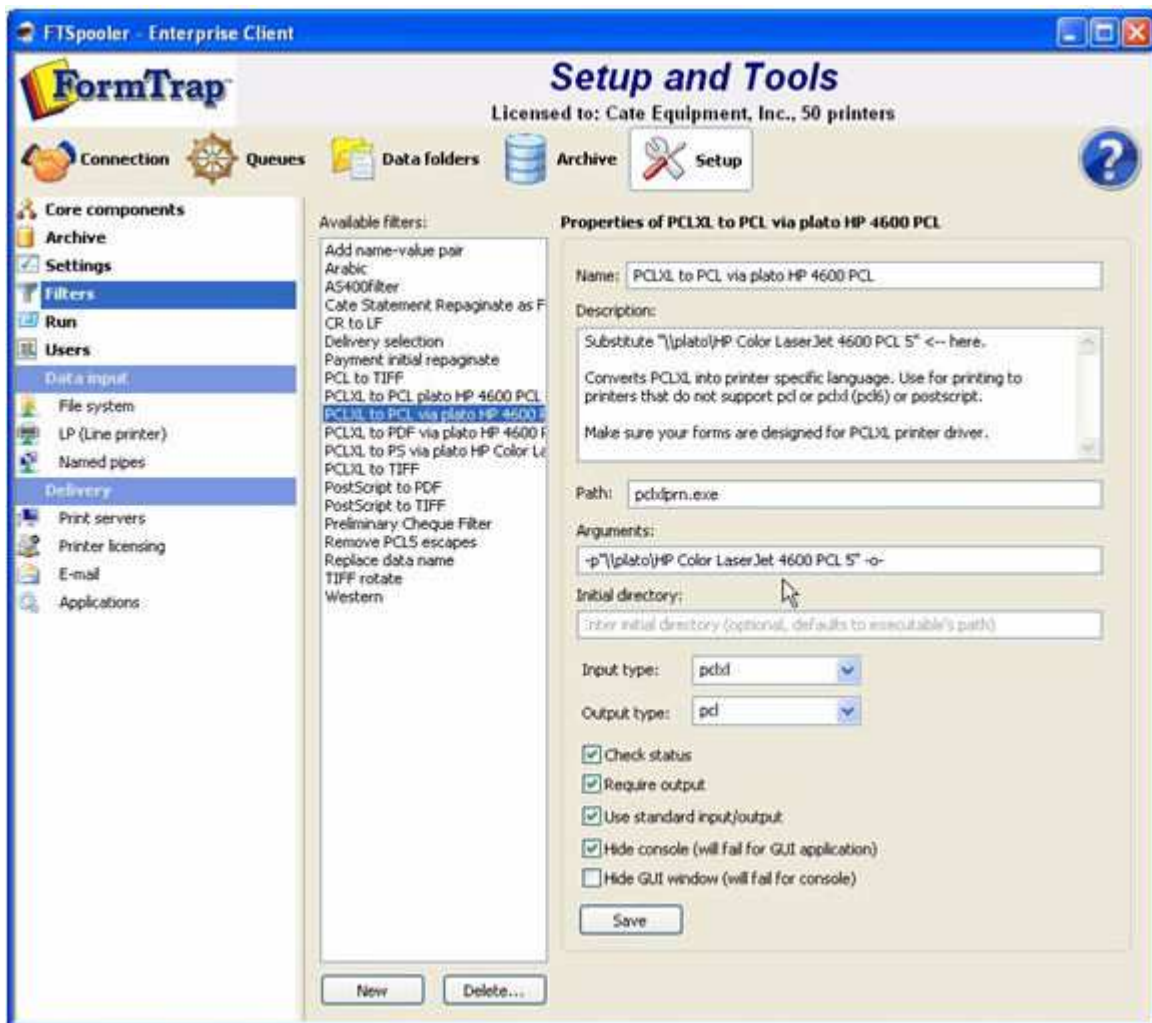 FTSpooler - Enterprise Client
FormTrap
Setup and Tools
Licensed to: Cate Equipment, Inc., 50 printers
Connection
Queues
Data folders
Archive
Setup
?
Core components
Archive
Settings
Filters
Run
Users
Data input
File system
LP (Line printer)
Named pipes
Delivery
Print servers
Printer licensing
E-mail
Applications
Available filters:
Add name-value pair
Arabic
AS400filter
Cate Statement Repaginate as F
CR to LF
Delivery selection
Payment initial repaginate
PCL to TIFF
PCLXL to PCL plato HP 4600 PCL
PCLXL to PCL via plato HP 4600 P
PCLXL to PDF via plato HP 4600 P
PCLXL to PS via plato HP Color La
PCLXL to TIFF
PostScript to PDF
PostScript to TIFF
Preliminary Cheque Filter
Remove PCL5 escapes
Replace data name
TIFF rotate
Western
New
Delete...
Properties of PCLXL to PCL via plato HP 4600 PCL
Name: PCLXL to PCL via plato HP 4600 PCL
Description:
Substitute "\\plato\HP Color LaserJet 4600 PCL 5" <-- here.
Converts PCLXL into printer specific language. Use for printing to
printers that do not support pcl or pclxl (pcl6) or postscript.
Make sure your forms are designed for PCLXL printer driver.
Path: pclxlprn.exe
Arguments:
-p"\\plato\HP Color LaserJet 4600 PCL 5" -o-
Initial directory:
Enter initial directory (optional, defaults to executable's path)
Input type: pclxl
Output type: pcl
Check status
Require output
Use standard input/output
Hide console (will fail for GUI application)
Hide GUI window (will fail for console)
Save